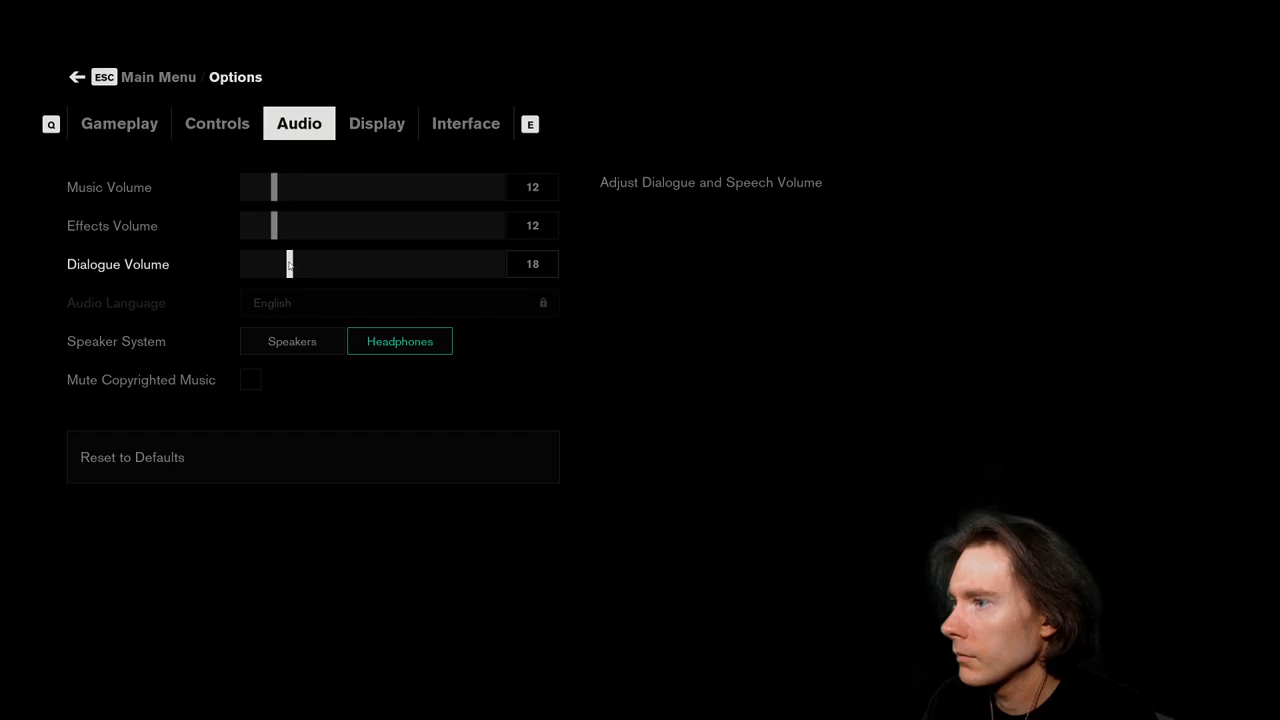 ESC Main Menu / Options
Q Gameplay Controls Audio Display Interface E
Music Volume 12
Adjust Dialogue and Speech Volume
Effects Volume 12
Dialogue Volume 18
Audio Language English
Speaker System Speakers Headphones
Mute Copyrighted Music
Reset to Defaults